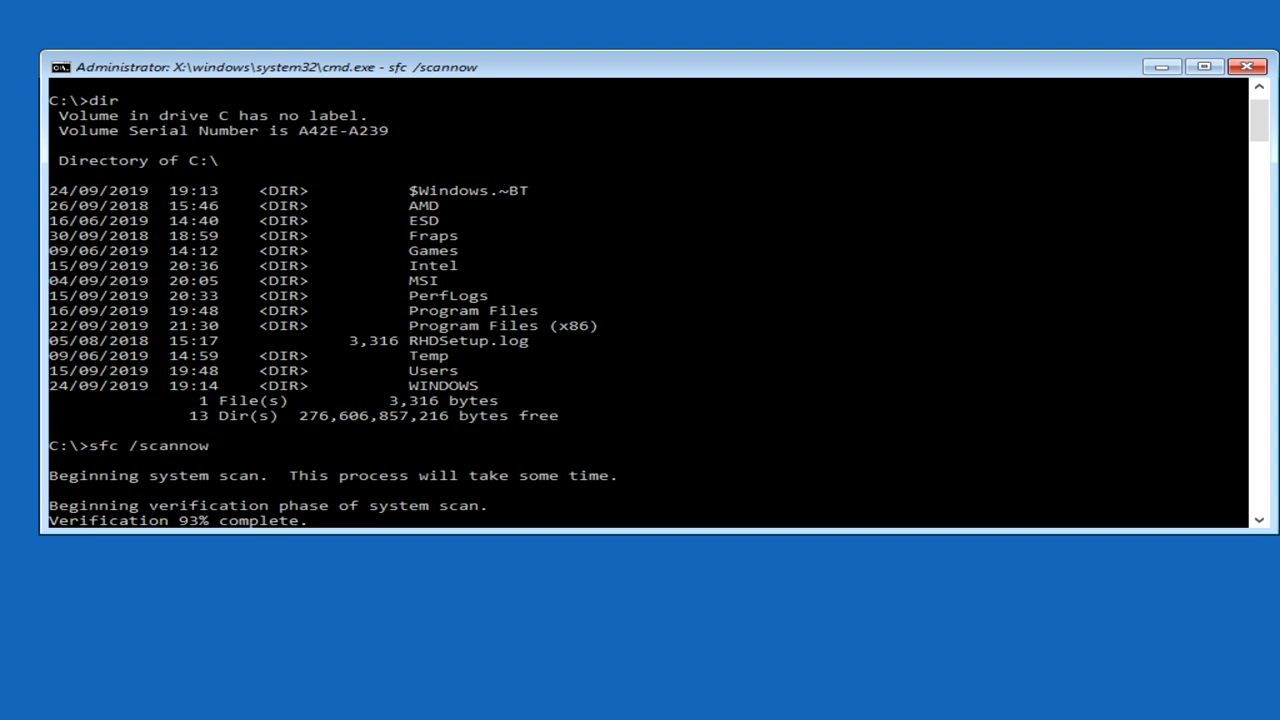 Administrator: X:\windows\system32\cmd.exe - sfc /scannow
C:\>dir
Volume in drive C has no label.
Volume Serial Number is A42E-A239
Directory of C:\
24/09/2019 19:13 <DIR> $Windows.~BT
26/09/2018 15:46 <DIR> AMD
16/06/2019 14:40 <DIR> ESD
30/09/2018 18:59 <DIR> Fraps
09/06/2019 14:12 <DIR> Games
15/09/2019 20:36 <DIR> Intel
04/09/2019 20:05 <DIR> MSI
15/09/2019 20:33 <DIR> PerfLogs
16/09/2019 19:48 <DIR> Program Files
22/09/2019 21:30 <DIR> Program Files (x86)
05/08/2018 15:17 3,316 RHDSetup.log
09/06/2019 14:59 <DIR> Temp
15/09/2019 19:48 <DIR> Users
24/09/2019 19:14 <DIR> WINDOWS
1 File(s) 3,316 bytes
13 Dir(s) 276,606,857,216 bytes free
C:\>sfc /scannow
Beginning system scan. This process will take some time.
Beginning verification phase of system scan.
Verification 93% complete.